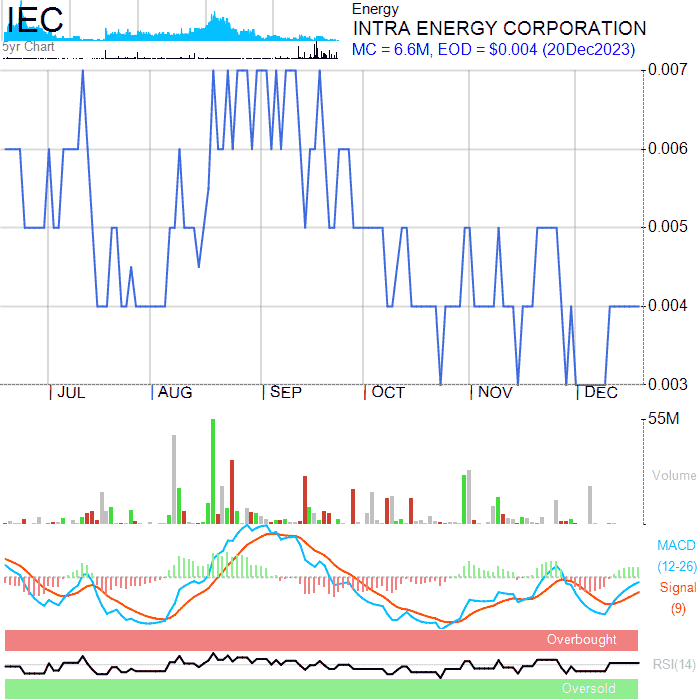 IEC
5yr Chart
Energy
INTRA ENERGY CORPORATION
MC = 6.6M, EOD = $0.004 (20Dec2023)
0.007
0.006
0.005
0.004
0.003
JUL AUG SEP OCT NOV DEC
55M
Volume
MACD
(12-26)
Signal
(9)
Overbought
RSI(14)
Oversold